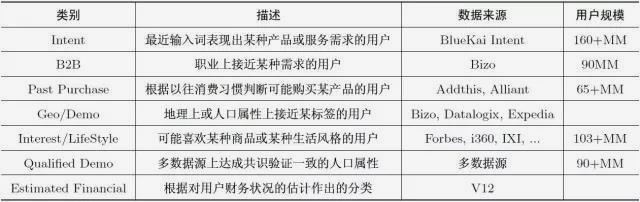 类别 描述 数据来源 用户规模
Intent 最近输入词表现出某种产品或服务需求的用户 BlueKai Intent 160+MM
B2B 职业上接近某种需求的用户 Bizo 90MM
Past Purchase 根据以往消费习惯判断可能购买某产品的用户 Addthis, Alliant 65+MM
Geo/Demo 地理上或人口属性上接近某标签的用户 Bizo, Datalogix, Expedia
Interest/LifeStyle 可能喜欢某种商品或某种生活风格的用户 Forbes, i360, IXI, ... 103+MM
Qualified Demo 多数据源上达成共识验证一致的人口属性 多数据源 90+MM
Estimated Financial 根据对用户财务状况的估计作出的分类 V12